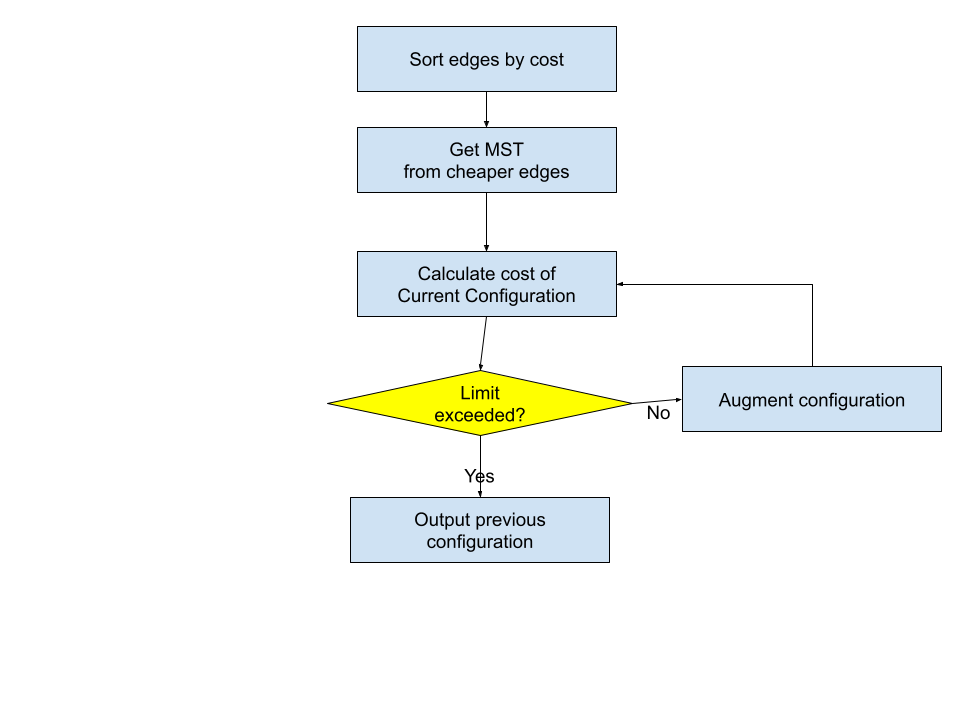 Sort edges by cost
Get MST
from cheaper edges
Calculate cost of
Current Configuration
Limit
exceeded?
No
Augment configuration
Yes
Output previous
configuration